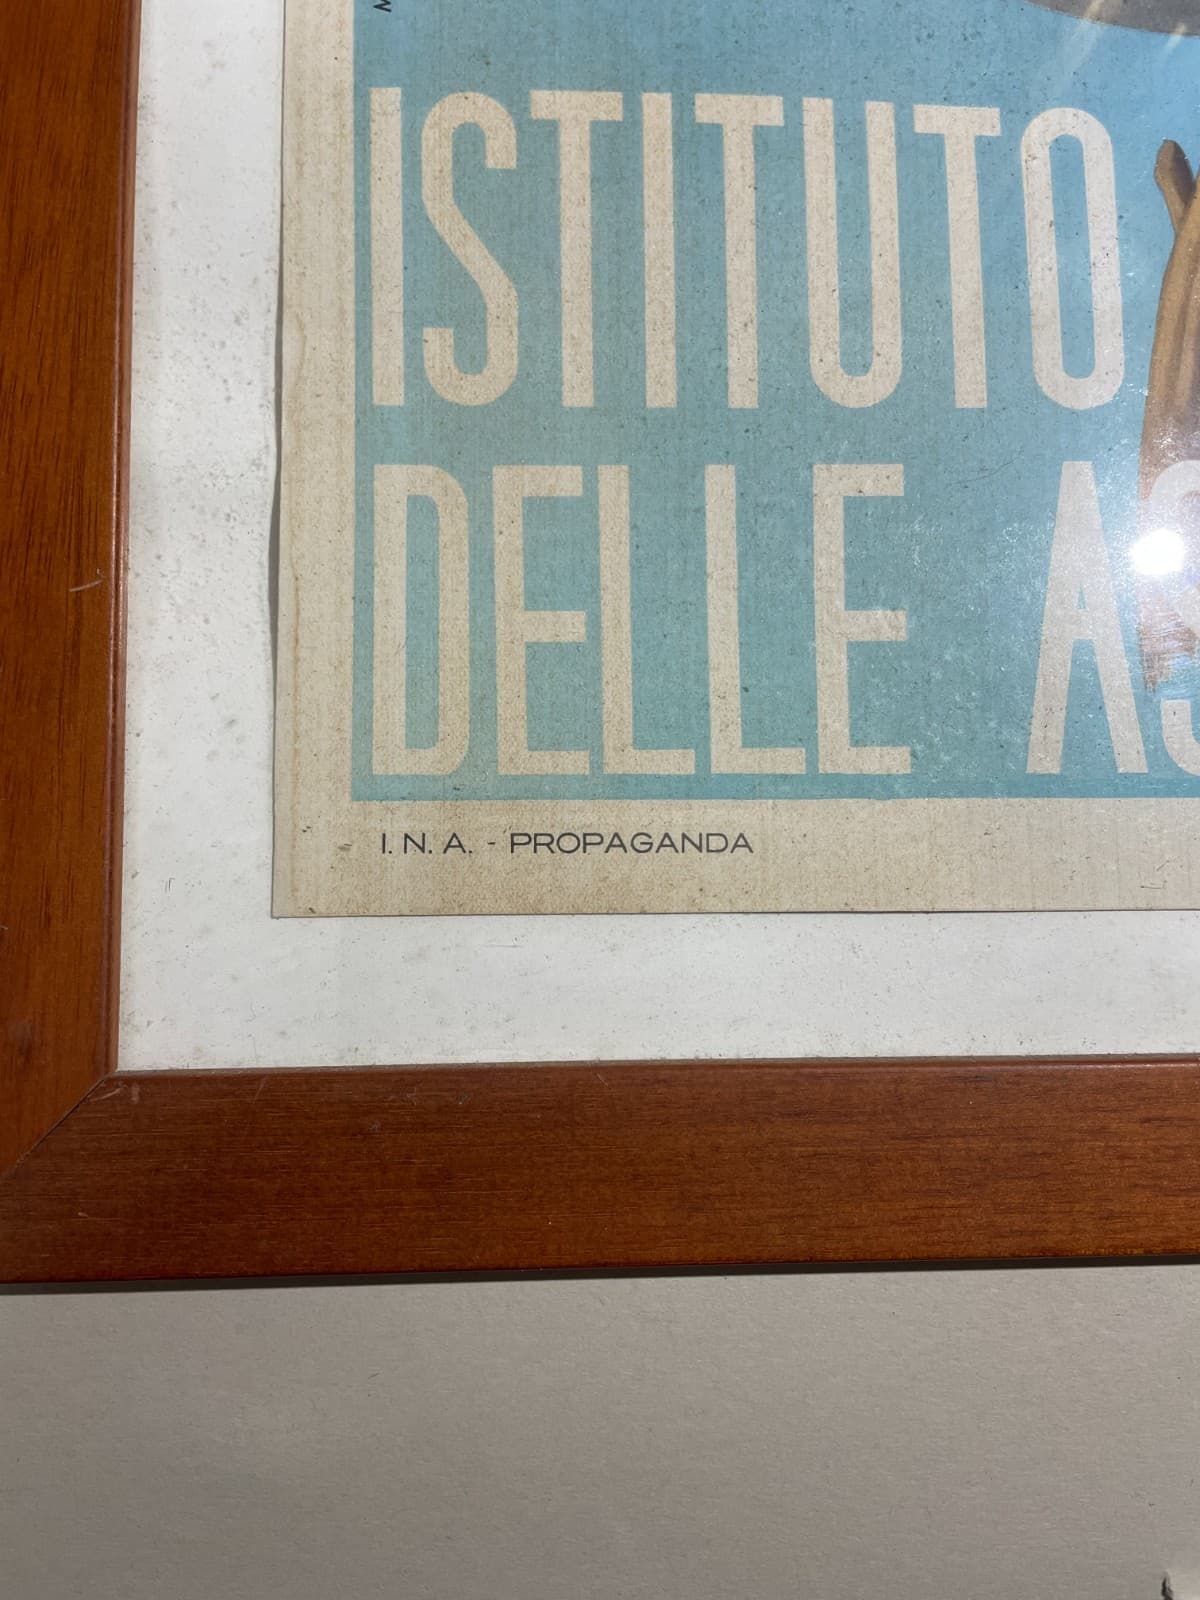 ISTITUTO
DELLE AS
I. N. A. - PROPAGANDA